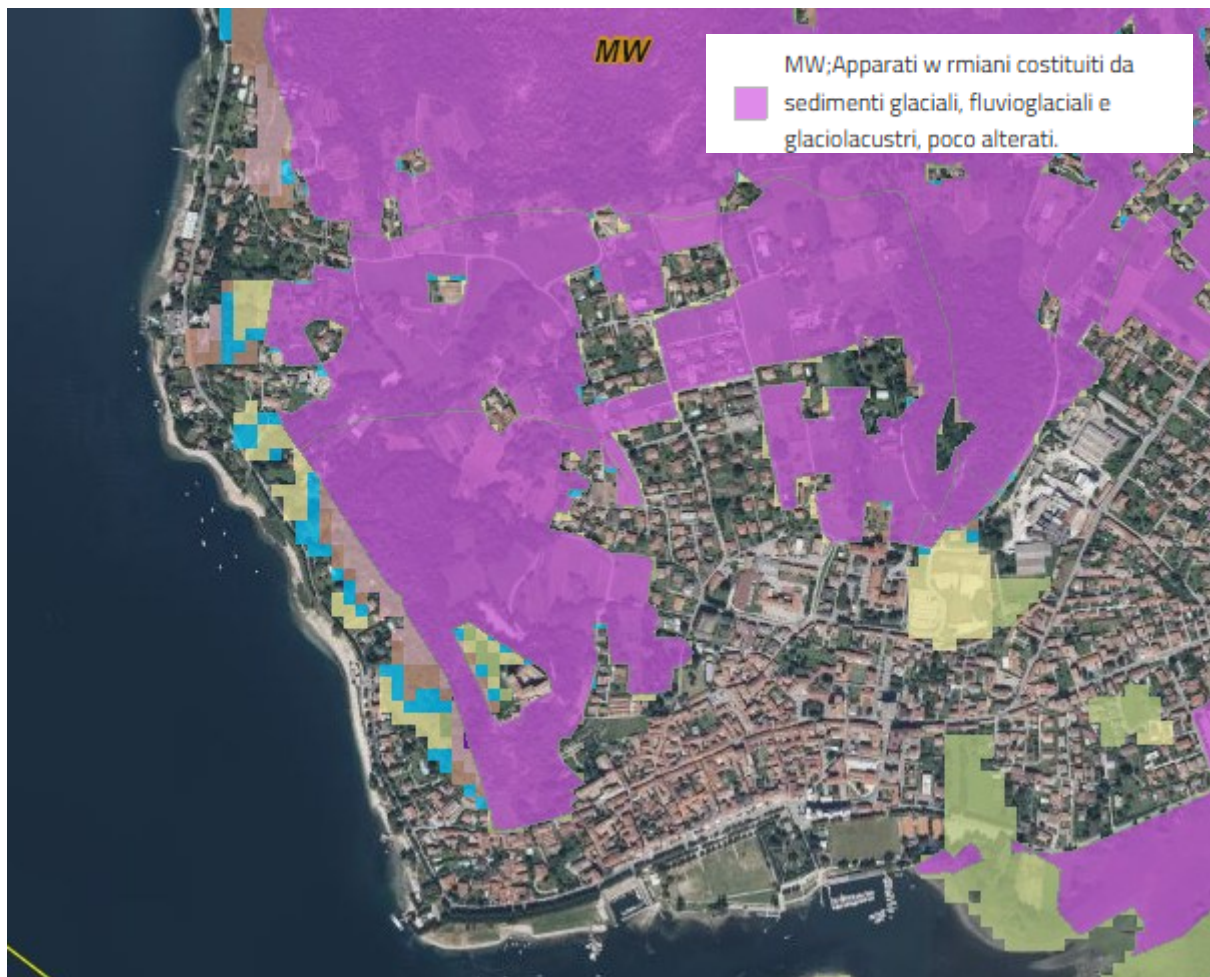 MW
MW;Apparati w rmiani costituiti da
sedimenti glaciali, fluvioglaciali e
glaciolacustri, poco alterati.